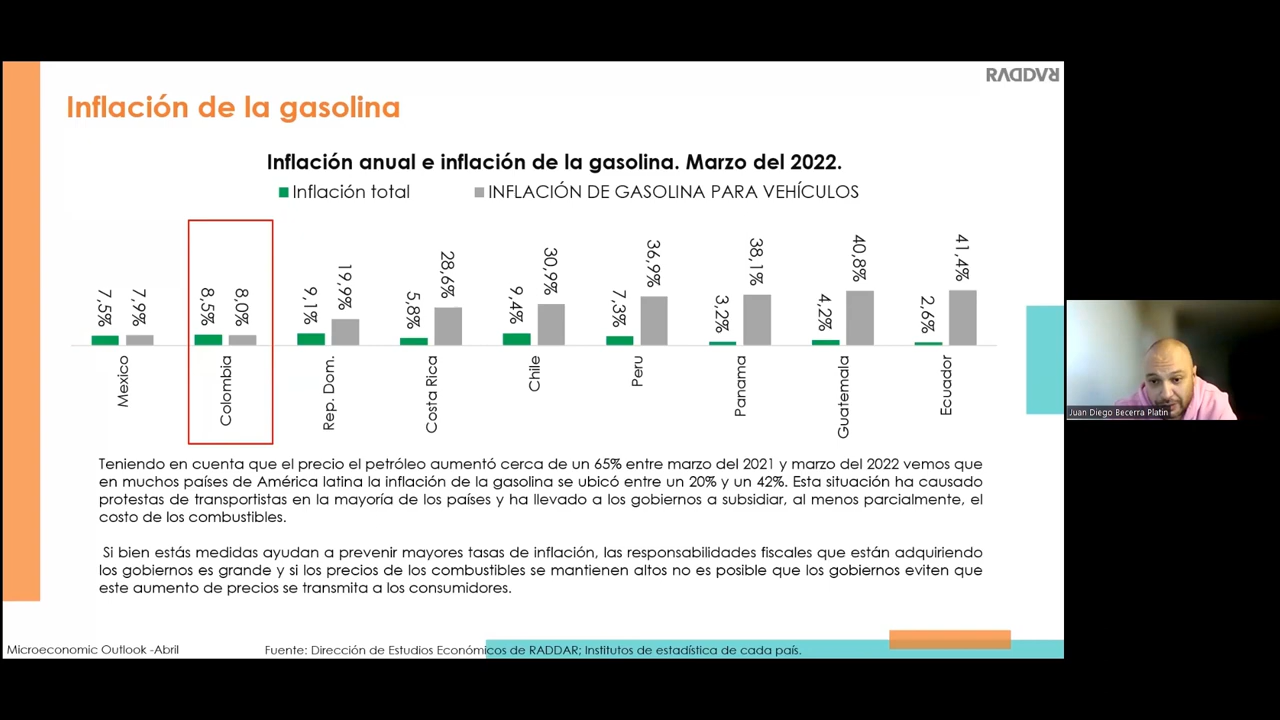 RADDAR
Inflación de la gasolina
Inflación anual e inflación de la gasolina. Marzo del 2022.
Inflación total
INFLACIÓN DE GASOLINA PARA VEHÍCULOS
7,5%
7,9%
8,5%
8,0%
9,1%
19,9%
5,8%
28,6%
9,4%
30,9%
7,3%
36,9%
3,2%
38,1%
4,2%
40,8%
2,6%
41,4%
Mexico
Colombia
Rep. Dom.
Costa Rica
Chile
Peru
Panama
Guatemala
Ecuador
Teniendo en cuenta que el precio el petróleo aumentó cerca de un 65% entre marzo del 2021 y marzo del 2022 vemos que
en muchos países de América latina la inflación de la gasolina se ubicó entre un 20% y un 42%. Esta situación ha causado
protestas de transportistas en la mayoría de los países y ha llevado a los gobiernos a subsidiar, al menos parcialmente, el
costo de los combustibles.
Si bien estás medidas ayudan a prevenir mayores tasas de inflación, las responsabilidades fiscales que están adquiriendo
los gobiernos es grande y si los precios de los combustibles se mantienen altos no es posible que los gobiernos eviten que
este aumento de precios se transmita a los consumidores.
Microeconomic Outlook -Abril
Fuente: Dirección de Estudios Económicos de RADDAR; Institutos de estadística de cada país.
Juan Diego Becerra Platin